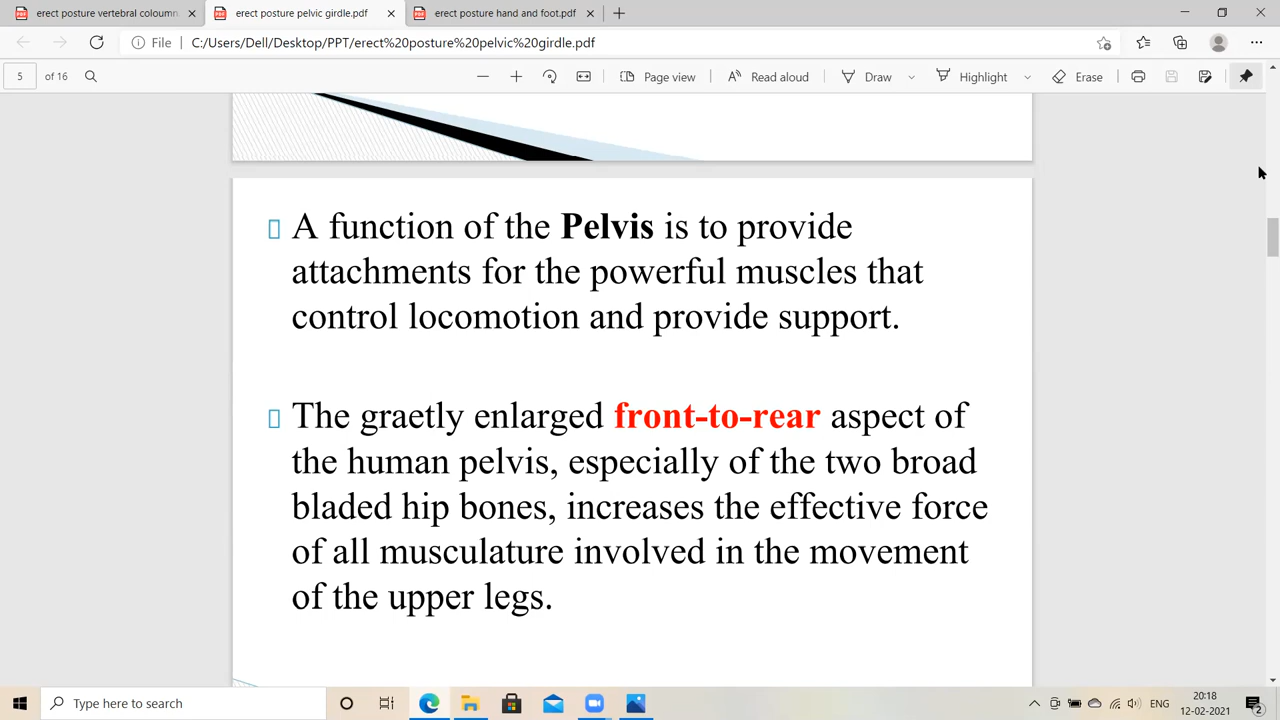 erect posture vertebral coloumn
erect posture pelvic girdle.pdf
erect posture hand and foot.pdf
File C:/Users/Dell/Desktop/PPT/erect%20posture%20pelvic%20girdle.pdf
5 of 16 Page view Read aloud Draw Highlight Erase
A function of the Pelvis is to provide
attachments for the powerful muscles that
control locomotion and provide support.
The graetly enlarged front-to-rear aspect of
the human pelvis, especially of the two broad
bladed hip bones, increases the effective force
of all musculature involved in the movement
of the upper legs.
Type here to search
ENG
20:18
12-02-2021
2